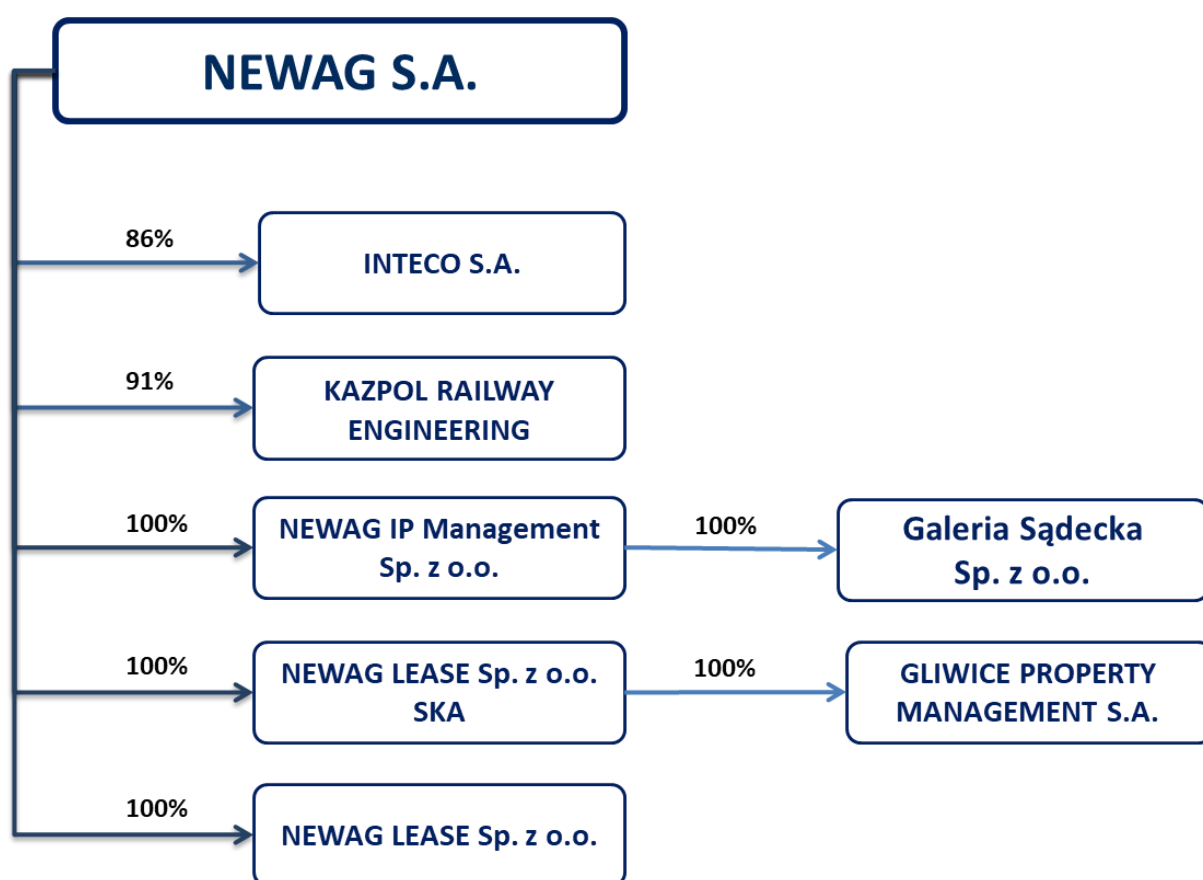 NEWAG S.A.
86%
INTECO S.A.
91%
KAZPOL RAILWAY
ENGINEERING
100%
NEWAG IP Management
Sp. z o.o.
100%
Galeria Sądecka
Sp. z o.o.
100%
NEWAG LEASE Sp. z o.o.
SKA
100%
GLIWICE PROPERTY
MANAGEMENT S.A.
100%
NEWAG LEASE Sp. z o.o.